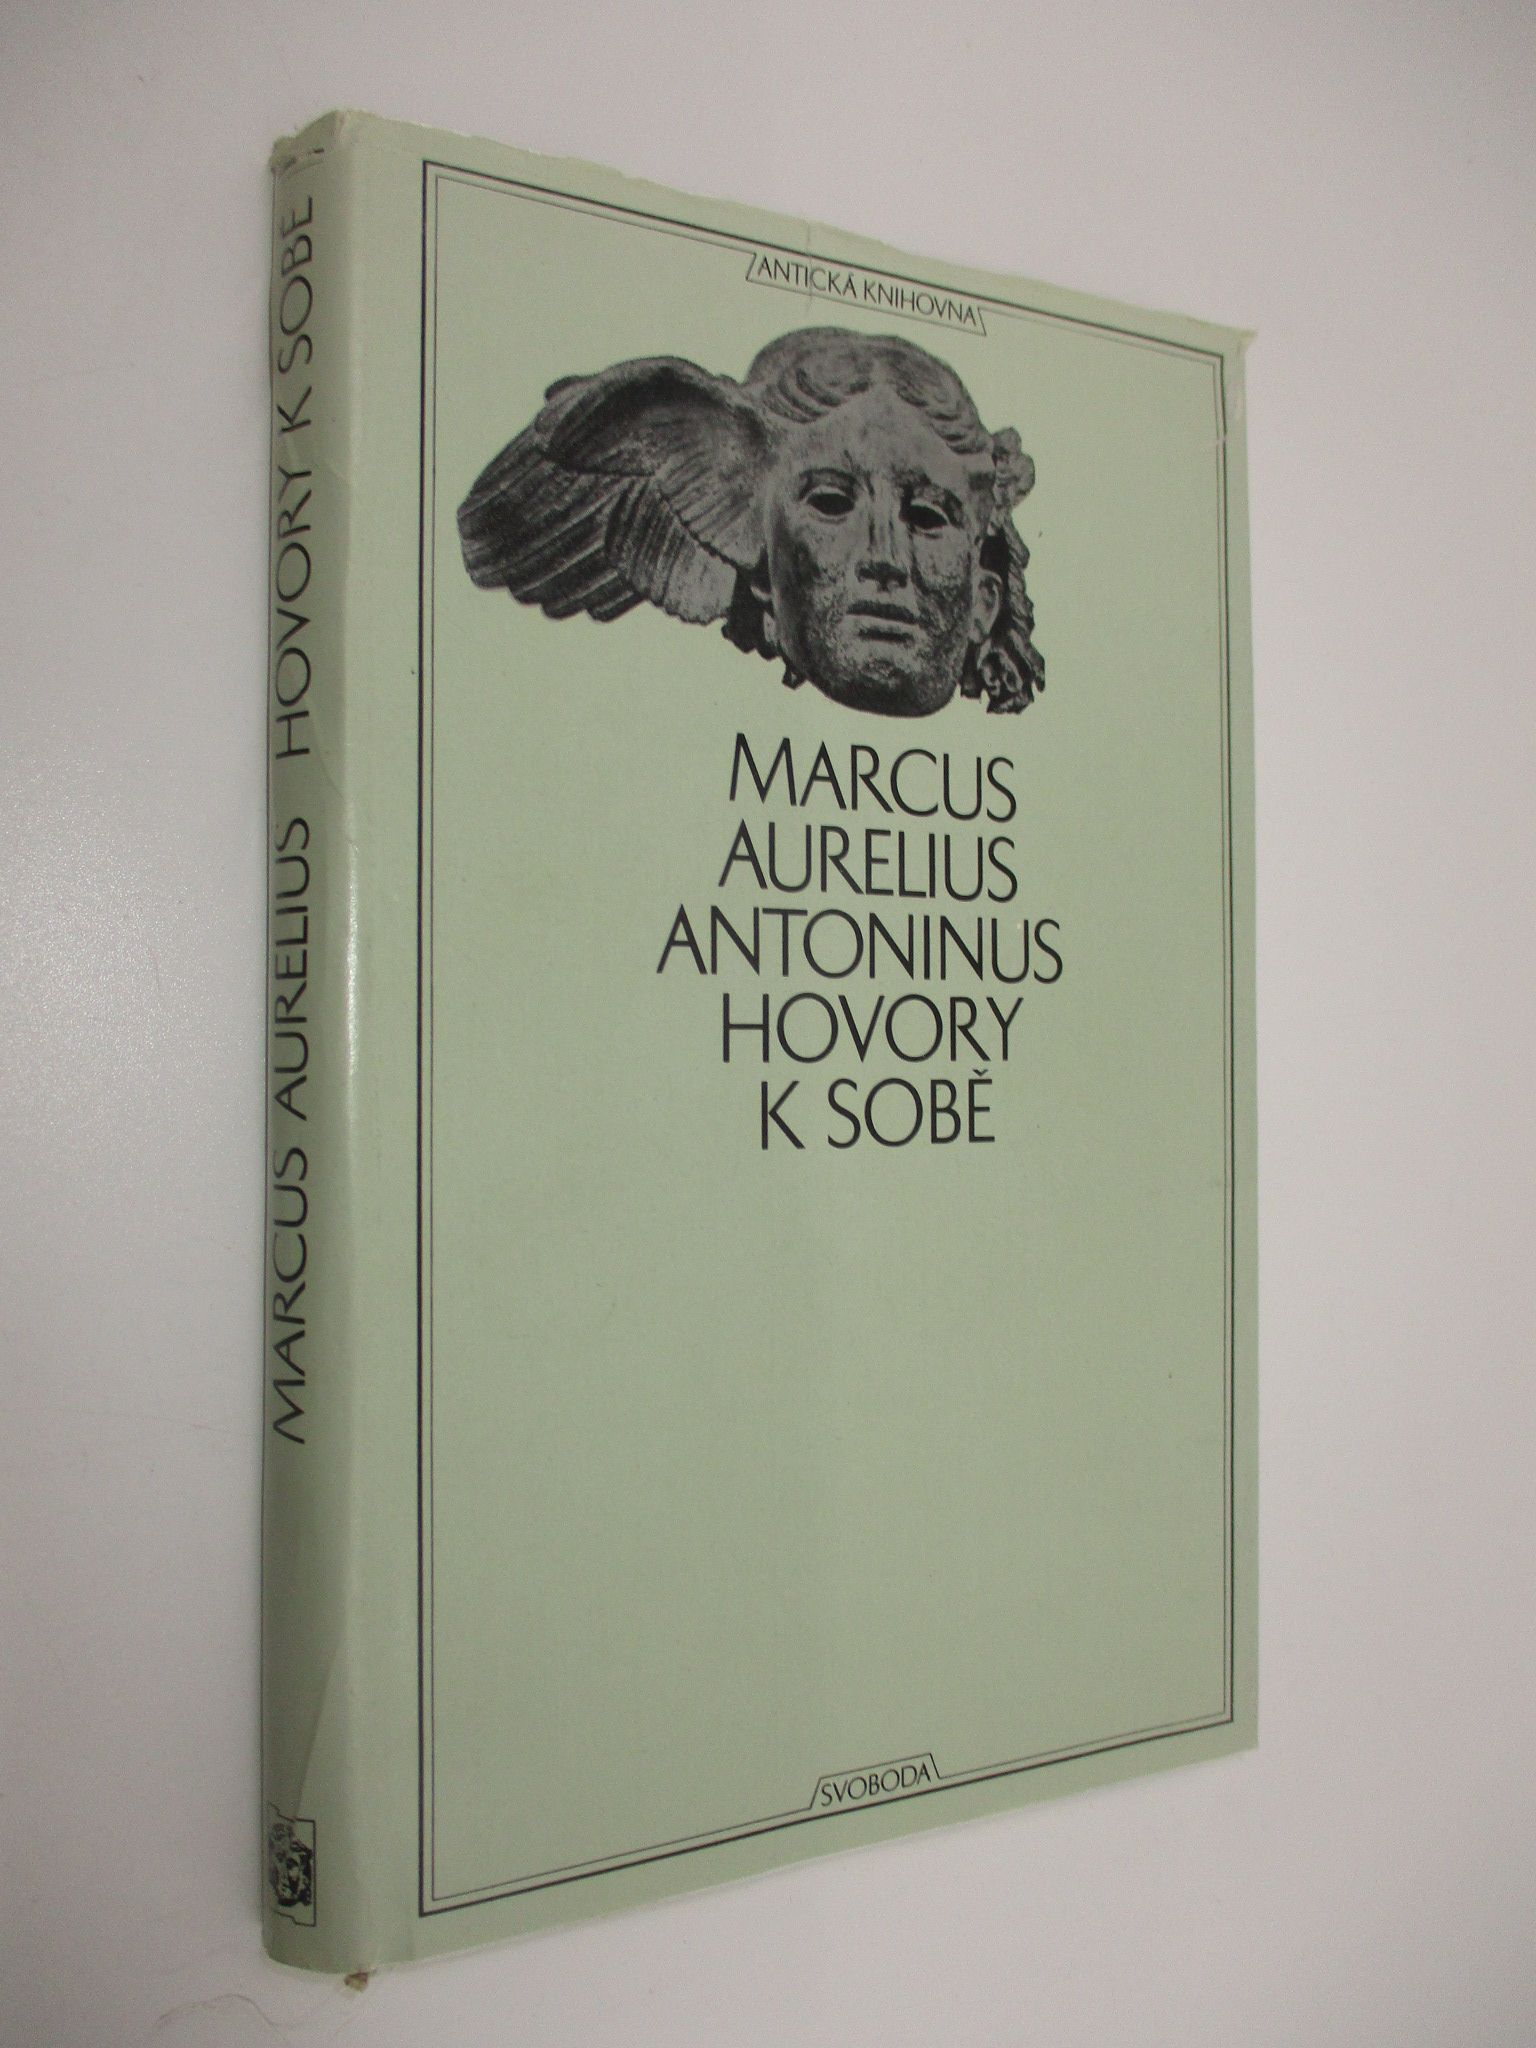 MARCUS AURELIUS HOVORY K SOBĚ
ANTICKÁ KNIHOVNA
MARCUS
AURELIUS
ANTONINUS
HOVORY
K SOBĚ
SVOBODA